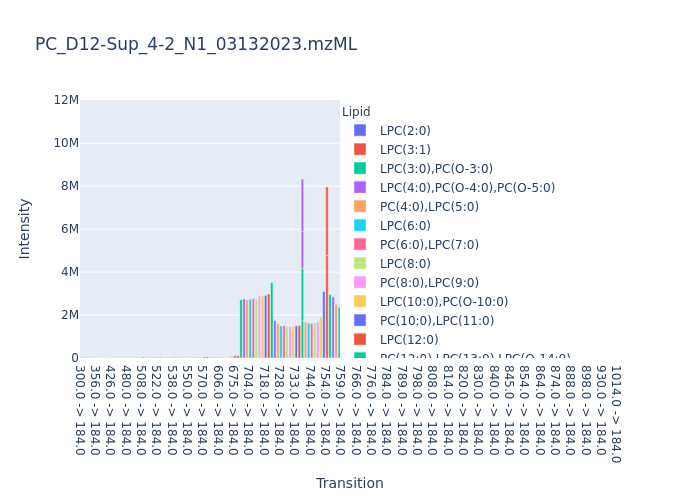 PC_D12-Sup_4-2_N1_03132023.mzML
12M
10M
8M
6M
4M
2M
0
Intensity
Lipid
LPC(2:0)
LPC(3:1)
LPC(3:0),PC(O-3:0)
LPC(4:0),PC(O-4:0),PC(O-5:0)
PC(4:0),LPC(5:0)
LPC(6:0)
PC(6:0),LPC(7:0)
LPC(8:0)
PC(8:0),LPC(9:0)
LPC(10:0),PC(O-10:0)
PC(10:0),LPC(11:0)
LPC(12:0)
PC(12:0),LPC(13:0),LPC(O-14:0)
300.0 -> 184.0
356.0 -> 184.0
426.0 -> 184.0
480.0 -> 184.0
508.0 -> 184.0
522.0 -> 184.0
538.0 -> 184.0
550.0 -> 184.0
570.0 -> 184.0
606.0 -> 184.0
675.0 -> 184.0
704.0 -> 184.0
718.0 -> 184.0
728.0 -> 184.0
733.0 -> 184.0
744.0 -> 184.0
754.0 -> 184.0
759.0 -> 184.0
766.0 -> 184.0
776.0 -> 184.0
784.0 -> 184.0
789.0 -> 184.0
799.0 -> 184.0
808.0 -> 184.0
814.0 -> 184.0
820.0 -> 184.0
830.0 -> 184.0
840.0 -> 184.0
845.0 -> 184.0
854.0 -> 184.0
864.0 -> 184.0
874.0 -> 184.0
888.0 -> 184.0
898.0 -> 184.0
930.0 -> 184.0
1014.0 -> 184.0
Transition